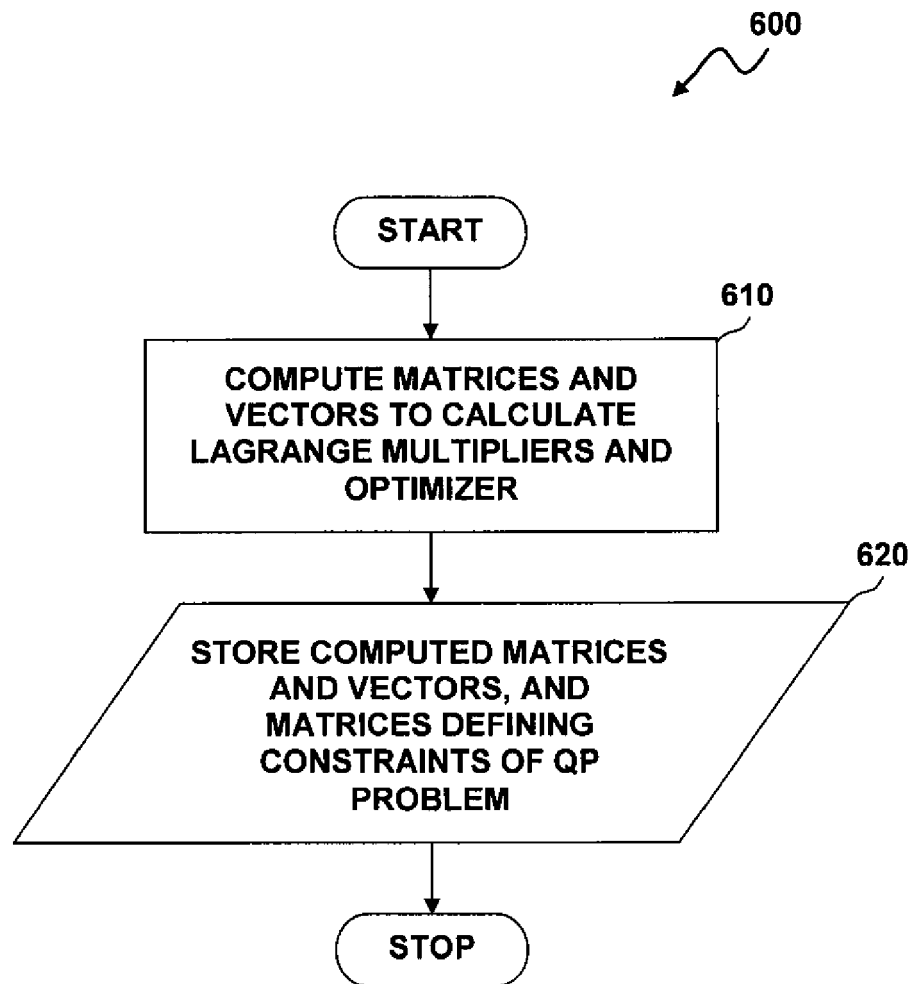 600
START
610
COMPUTE MATRICES AND
VECTORS TO CALCULATE
LAGRANGE MULTIPLIERS AND
OPTIMIZER
620
STORE COMPUTED MATRICES
AND VECTORS, AND
MATRICES DEFINING
CONSTRAINTS OF QP
PROBLEM
STOP